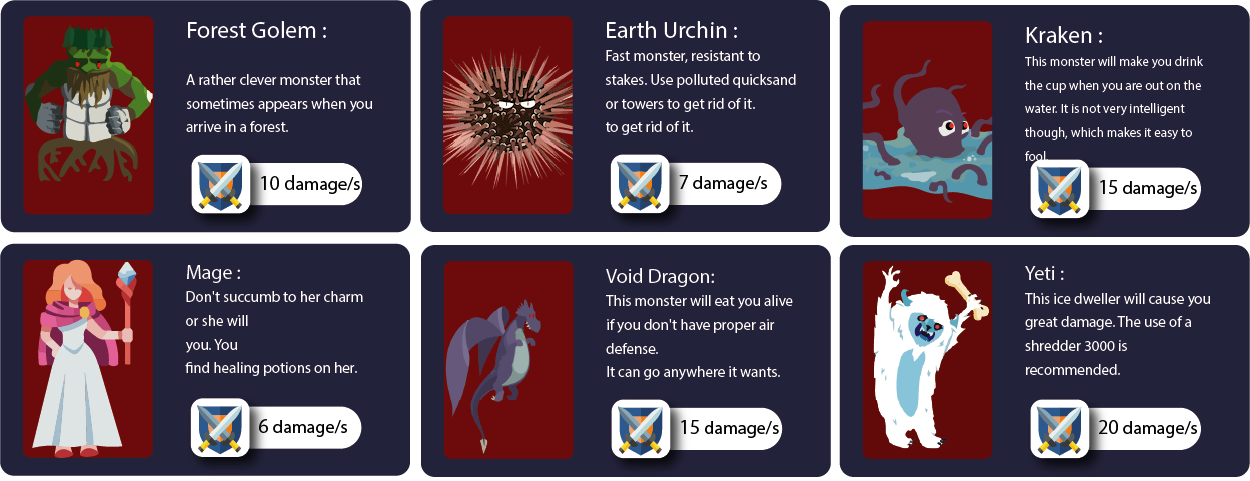 Forest Golem :
A rather clever monster that
sometimes appears when you
arrive in a forest.
10 damage/s
Earth Urchin :
Fast monster, resistant to
stakes. Use polluted quicksand
or towers to get rid of it.
to get rid of it.
7 damage/s
Kraken :
This monster will make you drink
the cup when you are out on the
water. It is not very intelligent
though, which makes it easy to
fool.
15 damage/s
Mage :
Don't succumb to her charm
or she will
you. You
find healing potions on her.
6 damage/s
Void Dragon:
This monster will eat you alive
if you don't have proper air
defense.
It can go anywhere it wants.
15 damage/s
Yeti :
This ice dweller will cause you
great damage. The use of a
shredder 3000 is
recommended.
20 damage/s